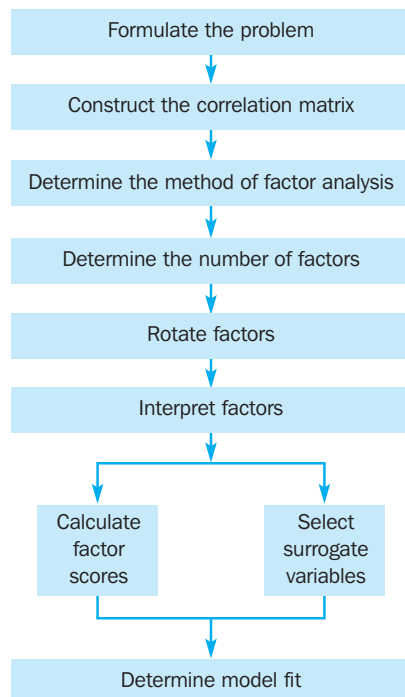 Formulate the problem
Construct the correlation matrix
Determine the method of factor analysis
Determine the number of factors
Rotate factors
Interpret factors
Calculate
factor
scores
Select
surrogate
variables
Determine model fit